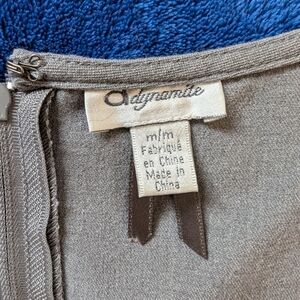 dynamite
m/m
Fabriqué
en Chine
Made in
China